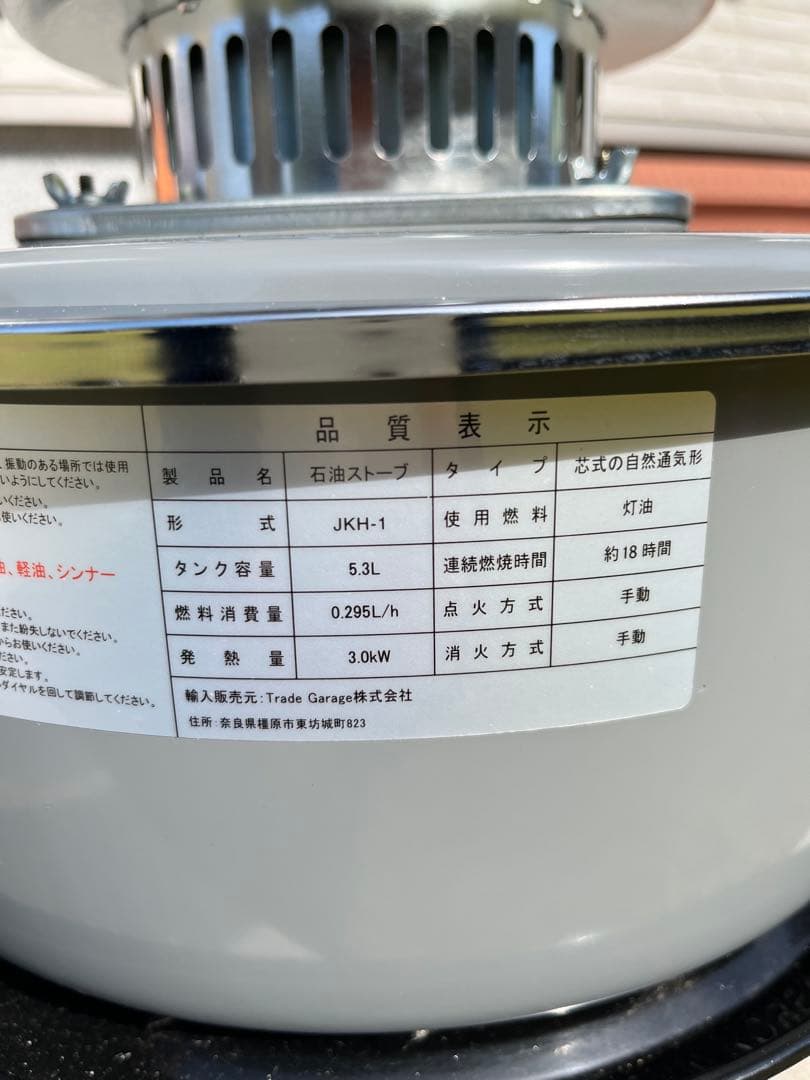 振動のある場所では使用
いようにしてください。
いください。
使いください。
油、軽油、シンナー
ださい。
また紛失しないでください。
からお使いください。
ださい。
安定します。
ダイヤルを回して調節してください。
品質表示
製品名 石油ストーブ タイプ 芯式の自然通気形
形式 JKH-1 使用燃料 灯油
タンク容量 5.3L 連続燃焼時間 約18時間
燃料消費量 0.295L/h 点火方式 手動
発熱量 3.0kW 消火方式 手動
輸入販売元:Trade Garage株式会社
住所:奈良県橿原市東坊城町823